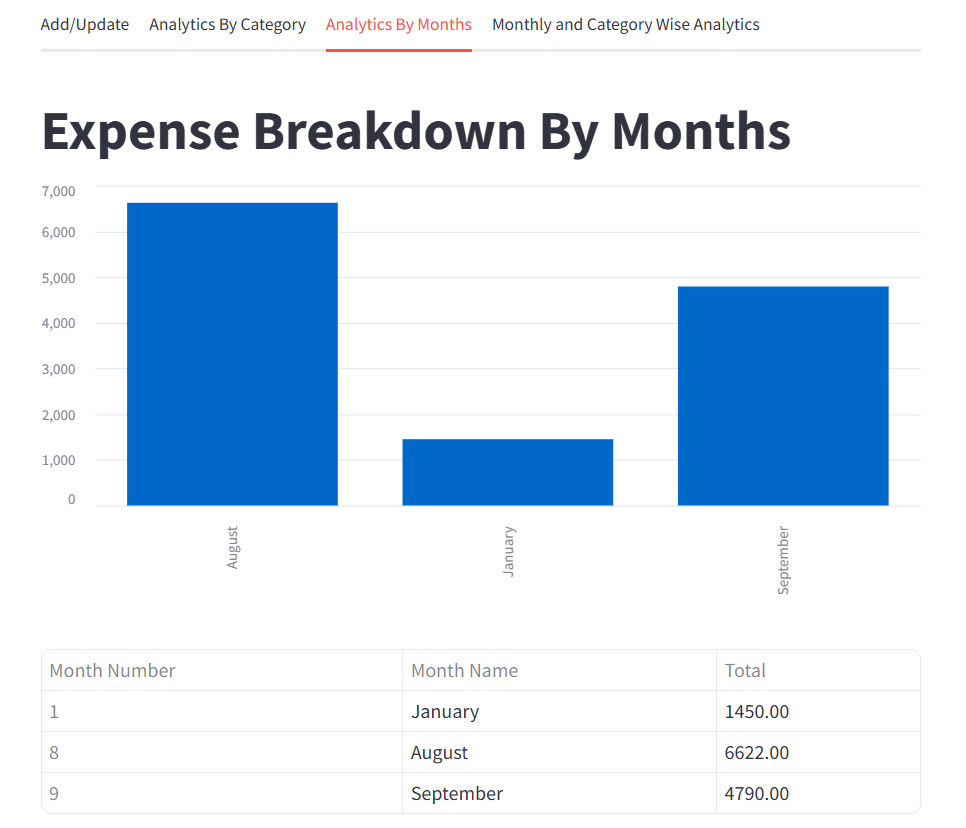 Add/Update Analytics By Category Analytics By Months Monthly and Category Wise Analytics
Expense Breakdown By Months
7,000
6,000
5,000
4,000
3,000
2,000
1,000
0
August January September
Month Number Month Name Total
1 January 1450.00
8 August 6622.00
9 September 4790.00